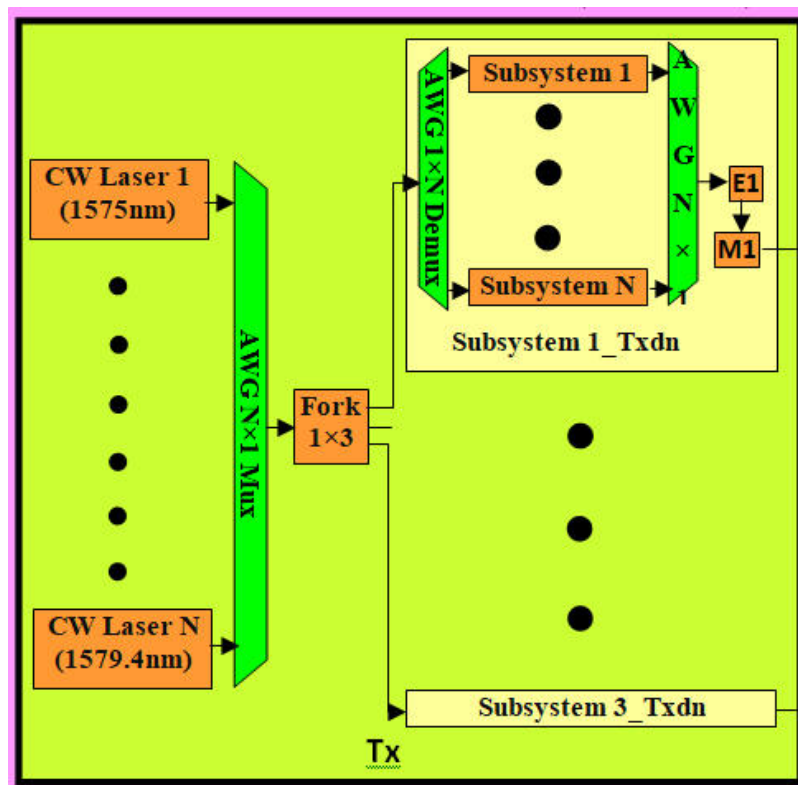 CW Laser 1
(1575nm)
CW Laser N
(1579.4nm)
AWG N×1 Mux
Fork
1×3
AWG 1×N Demux
Subsystem 1
Subsystem N
A
W
G
N
×
1
E1
M1
Subsystem 1_Txdn
Subsystem 3_Txdn
Tx